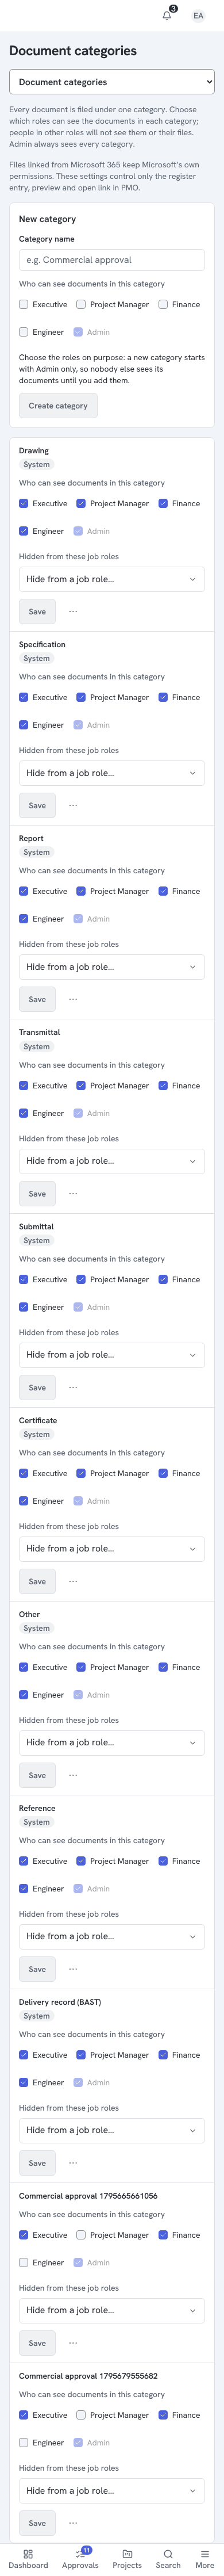 3
EA
Document categories
Document categories
Every document is filed under one category. Choose
which roles can see the documents in each category;
people in other roles will not see them or their files.
Admin always sees every category.
Files linked from Microsoft 365 keep Microsoft's own
permissions. These settings control only the register
entry, preview and open link in PMO.
New category
Category name
e.g. Commercial approval
Who can see documents in this category
Executive Project Manager Finance
Engineer Admin
Choose the roles on purpose: a new category starts
with Admin only, so nobody else sees its
documents until you add them.
Create category
Drawing
System
Who can see documents in this category
Executive Project Manager Finance
Engineer Admin
Hidden from these job roles
Hide from a job role...
Save ...
Specification
System
Who can see documents in this category
Executive Project Manager Finance
Engineer Admin
Hidden from these job roles
Hide from a job role...
Save ...
Report
System
Who can see documents in this category
Executive Project Manager Finance
Engineer Admin
Hidden from these job roles
Hide from a job role...
Save ...
Transmittal
System
Who can see documents in this category
Executive Project Manager Finance
Engineer Admin
Hidden from these job roles
Hide from a job role...
Save ...
Submittal
System
Who can see documents in this category
Executive Project Manager Finance
Engineer Admin
Hidden from these job roles
Hide from a job role...
Save ...
Certificate
System
Who can see documents in this category
Executive Project Manager Finance
Engineer Admin
Hidden from these job roles
Hide from a job role...
Save ...
Other
System
Who can see documents in this category
Executive Project Manager Finance
Engineer Admin
Hidden from these job roles
Hide from a job role...
Save ...
Reference
System
Who can see documents in this category
Executive Project Manager Finance
Engineer Admin
Hidden from these job roles
Hide from a job role...
Save ...
Delivery record (BAST)
System
Who can see documents in this category
Executive Project Manager Finance
Engineer Admin
Hidden from these job roles
Hide from a job role...
Save ...
Commercial approval 1795665661056
Who can see documents in this category
Executive Project Manager Finance
Engineer Admin
Hidden from these job roles
Hide from a job role...
Save ...
Commercial approval 1795679555682
Who can see documents in this category
Executive Project Manager Finance
Engineer Admin
Hidden from these job roles
Hide from a job role...
Save ...
11
Dashboard Approvals Projects Search More